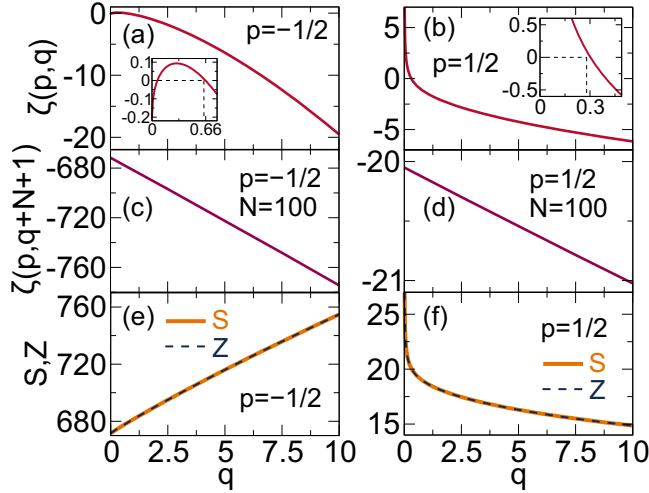 0
-10
-20
ζ(p,q)
(a)
p=−1/2
0.1
0
-0.1
-0.2
0
0.66
5
0
-5
(b)
p=1/2
0.5
0
-0.5
0
0.3
-680
-720
-760
ζ(p,q+N+1)
p=−1/2
N=100
(c)
-20
-21
p=1/2
N=100
(d)
760
720
680
S,Z
(e)
S
Z
p=−1/2
0
2.5
5
7.5
10
q
25
20
15
(f)
p=1/2
S
Z
0
2.5
5
7.5
10
q